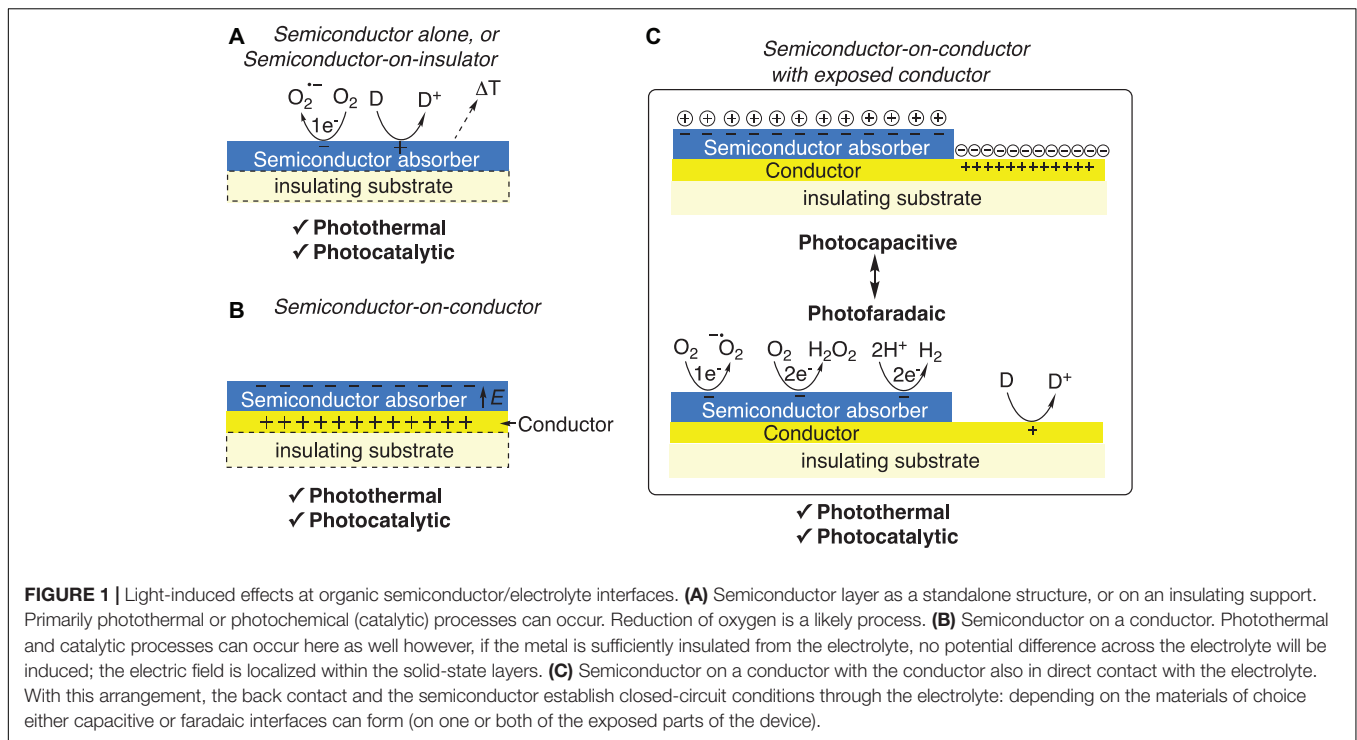 A
Semiconductor alone, or
Semiconductor-on-insulator
O₂•− O₂ D D⁺ ΔT
1e⁻
− +
Semiconductor absorber
insulating substrate
✓ Photothermal
✓ Photocatalytic
B
Semiconductor-on-conductor
− − − − − − − − − −
Semiconductor absorber E
+++++++++++++ Conductor
insulating substrate
✓ Photothermal
✓ Photocatalytic
C
Semiconductor-on-conductor
with exposed conductor
⊕ ⊕ ⊕ ⊕ ⊕ ⊕ ⊕ ⊕ ⊕ ⊕ ⊕
− − − − − − − − − − −
Semiconductor absorber ⊖⊖⊖⊖⊖⊖⊖⊖⊖⊖⊖⊖
Conductor ++++++++++++
insulating substrate
Photocapacitive
Photofaradaic
O₂ −•O₂ O₂ H₂O₂ 2H⁺ H₂
1e⁻ 2e⁻ 2e⁻ D D⁺
− − −
Semiconductor absorber
Conductor +
insulating substrate
✓ Photothermal
✓ Photocatalytic
FIGURE 1 | Light-induced effects at organic semiconductor/electrolyte interfaces. (A) Semiconductor layer as a standalone structure, or on an insulating support.
Primarily photothermal or photochemical (catalytic) processes can occur. Reduction of oxygen is a likely process. (B) Semiconductor on a conductor. Photothermal
and catalytic processes can occur here as well however, if the metal is sufficiently insulated from the electrolyte, no potential difference across the electrolyte will be
induced; the electric field is localized within the solid-state layers. (C) Semiconductor on a conductor with the conductor also in direct contact with the electrolyte.
With this arrangement, the back contact and the semiconductor establish closed-circuit conditions through the electrolyte: depending on the materials of choice
either capacitive or faradaic interfaces can form (on one or both of the exposed parts of the device).